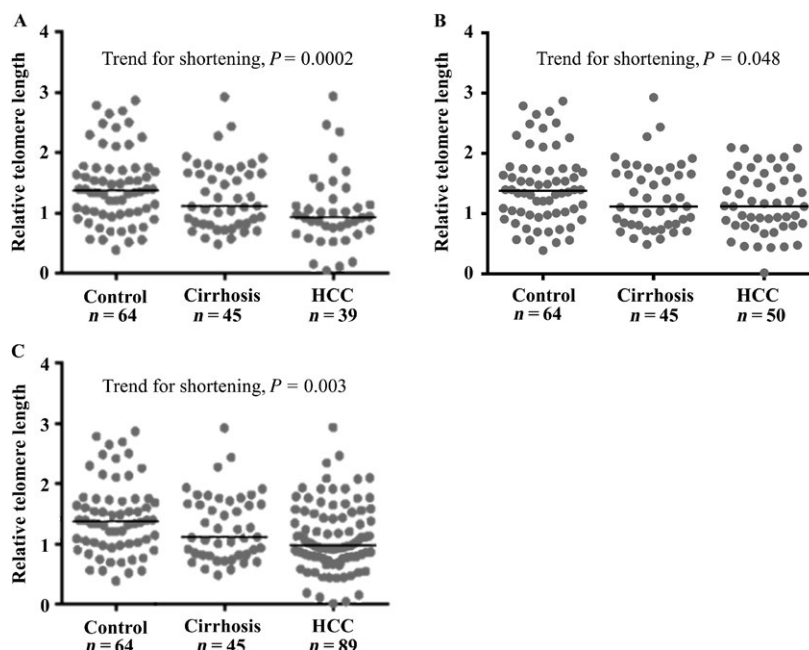 A
Relative telomere length
4
3
2
1
0
Trend for shortening, P = 0.0002
Control
n = 64
Cirrhosis
n = 45
HCC
n = 39
B
Relative telomere length
4
3
2
1
0
Trend for shortening, P = 0.048
Control
n = 64
Cirrhosis
n = 45
HCC
n = 50
C
Relative telomere length
4
3
2
1
0
Trend for shortening, P = 0.003
Control
n = 64
Cirrhosis
n = 45
HCC
n = 89